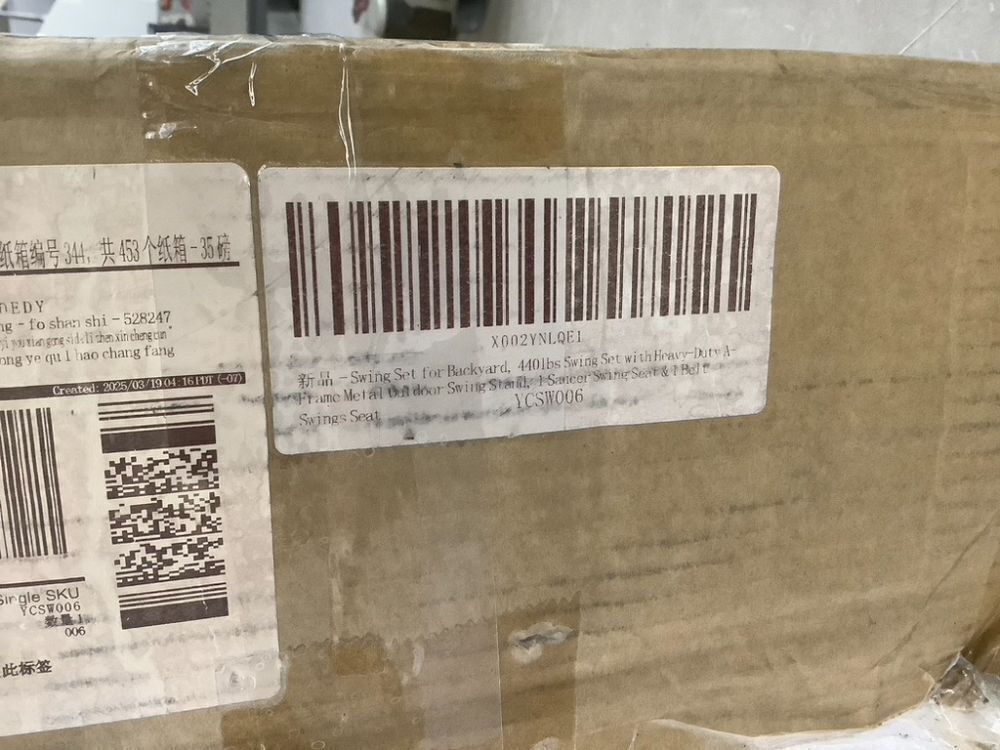 纸箱编号 344, 共 453 个纸箱 - 35 磅
DEDY
ng - fo shan shi - 528247
ong ye qu 1 hao chang fang
Created: 2025/03/19 04:16 PDT (-07)
Single SKU
YCSW006
数量 1
006
此标签
X002YNLQE1
新品 - Swing Set for Backyard, 440lbs Swing Set with Heavy-Duty A-
Frame Metal Outdoor Swing Stand, 1 Saucer Swing Seat & 1 Belt
Swings Seat
YCSW006